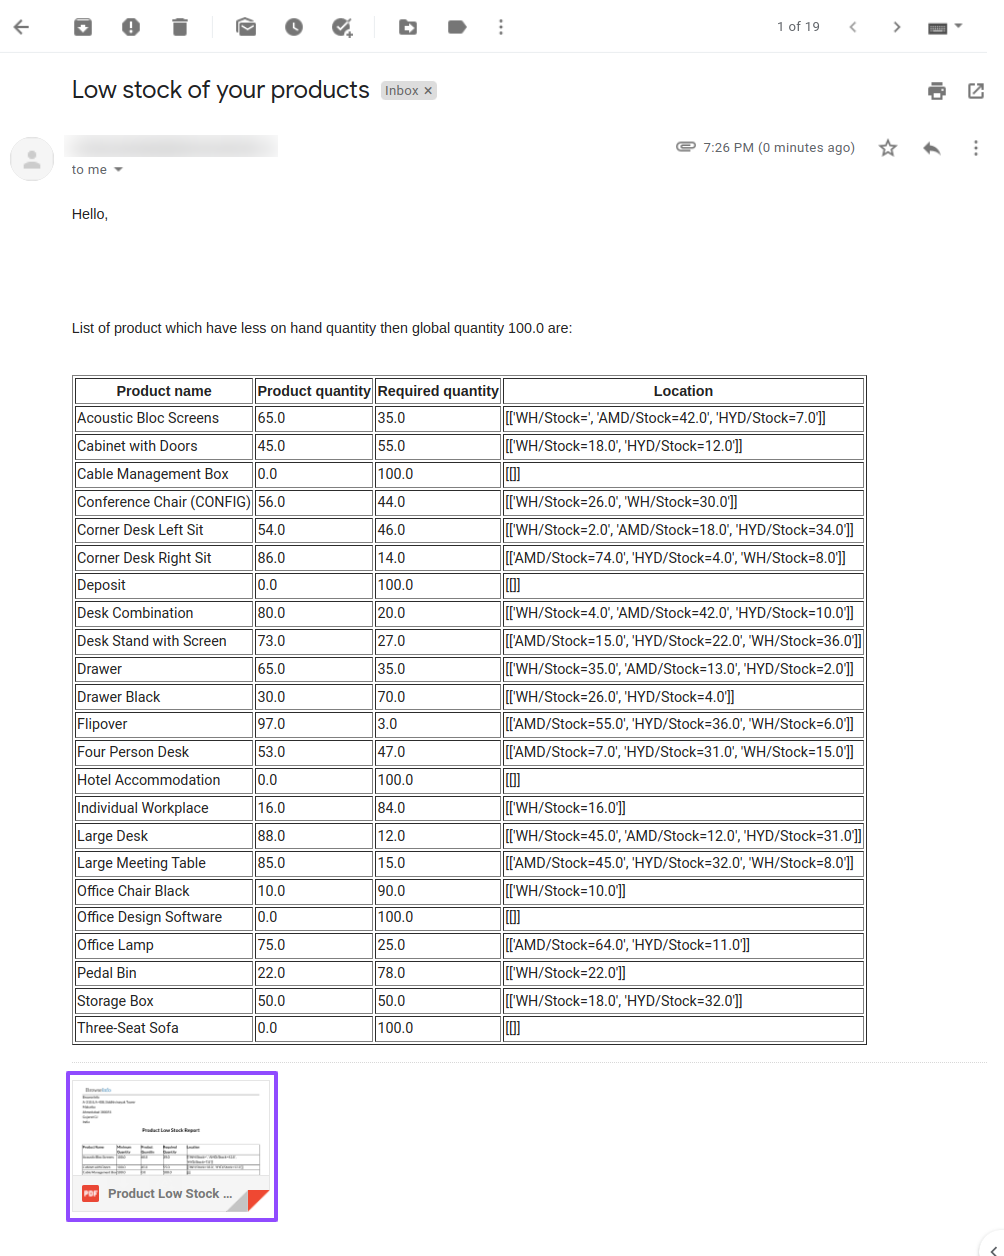 1 of 19
Low stock of your products Inbox ×
7:26 PM (0 minutes ago)
to me
Hello,
List of product which have less on hand quantity then global quantity 100.0 are:
Product name Product quantity Required quantity Location
Acoustic Bloc Screens 65.0 35.0 [['WH/Stock=', 'AMD/Stock=42.0', 'HYD/Stock=7.0']]
Cabinet with Doors 45.0 55.0 [['WH/Stock=18.0', 'HYD/Stock=12.0']]
Cable Management Box 0.0 100.0 [[]]
Conference Chair (CONFIG) 56.0 44.0 [['WH/Stock=26.0', 'WH/Stock=30.0']]
Corner Desk Left Sit 54.0 46.0 [['WH/Stock=2.0', 'AMD/Stock=18.0', 'HYD/Stock=34.0']]
Corner Desk Right Sit 86.0 14.0 [['AMD/Stock=74.0', 'HYD/Stock=4.0', 'WH/Stock=8.0']]
Deposit 0.0 100.0 [[]]
Desk Combination 80.0 20.0 [['WH/Stock=4.0', 'AMD/Stock=42.0', 'HYD/Stock=10.0']]
Desk Stand with Screen 73.0 27.0 [['AMD/Stock=15.0', 'HYD/Stock=22.0', 'WH/Stock=36.0']]
Drawer 65.0 35.0 [['WH/Stock=35.0', 'AMD/Stock=13.0', 'HYD/Stock=2.0']]
Drawer Black 30.0 70.0 [['WH/Stock=26.0', 'HYD/Stock=4.0']]
Flipover 97.0 3.0 [['AMD/Stock=55.0', 'HYD/Stock=36.0', 'WH/Stock=6.0']]
Four Person Desk 53.0 47.0 [['AMD/Stock=7.0', 'HYD/Stock=31.0', 'WH/Stock=15.0']]
Hotel Accommodation 0.0 100.0 [[]]
Individual Workplace 16.0 84.0 [['WH/Stock=16.0']]
Large Desk 88.0 12.0 [['WH/Stock=45.0', 'AMD/Stock=12.0', 'HYD/Stock=31.0']]
Large Meeting Table 85.0 15.0 [['AMD/Stock=45.0', 'HYD/Stock=32.0', 'WH/Stock=8.0']]
Office Chair Black 10.0 90.0 [['WH/Stock=10.0']]
Office Design Software 0.0 100.0 [[]]
Office Lamp 75.0 25.0 [['AMD/Stock=64.0', 'HYD/Stock=11.0']]
Pedal Bin 22.0 78.0 [['WH/Stock=22.0']]
Storage Box 50.0 50.0 [['WH/Stock=18.0', 'HYD/Stock=32.0']]
Three-Seat Sofa 0.0 100.0 [[]]
Product Low Stock Report
PDF Product Low Stock ...